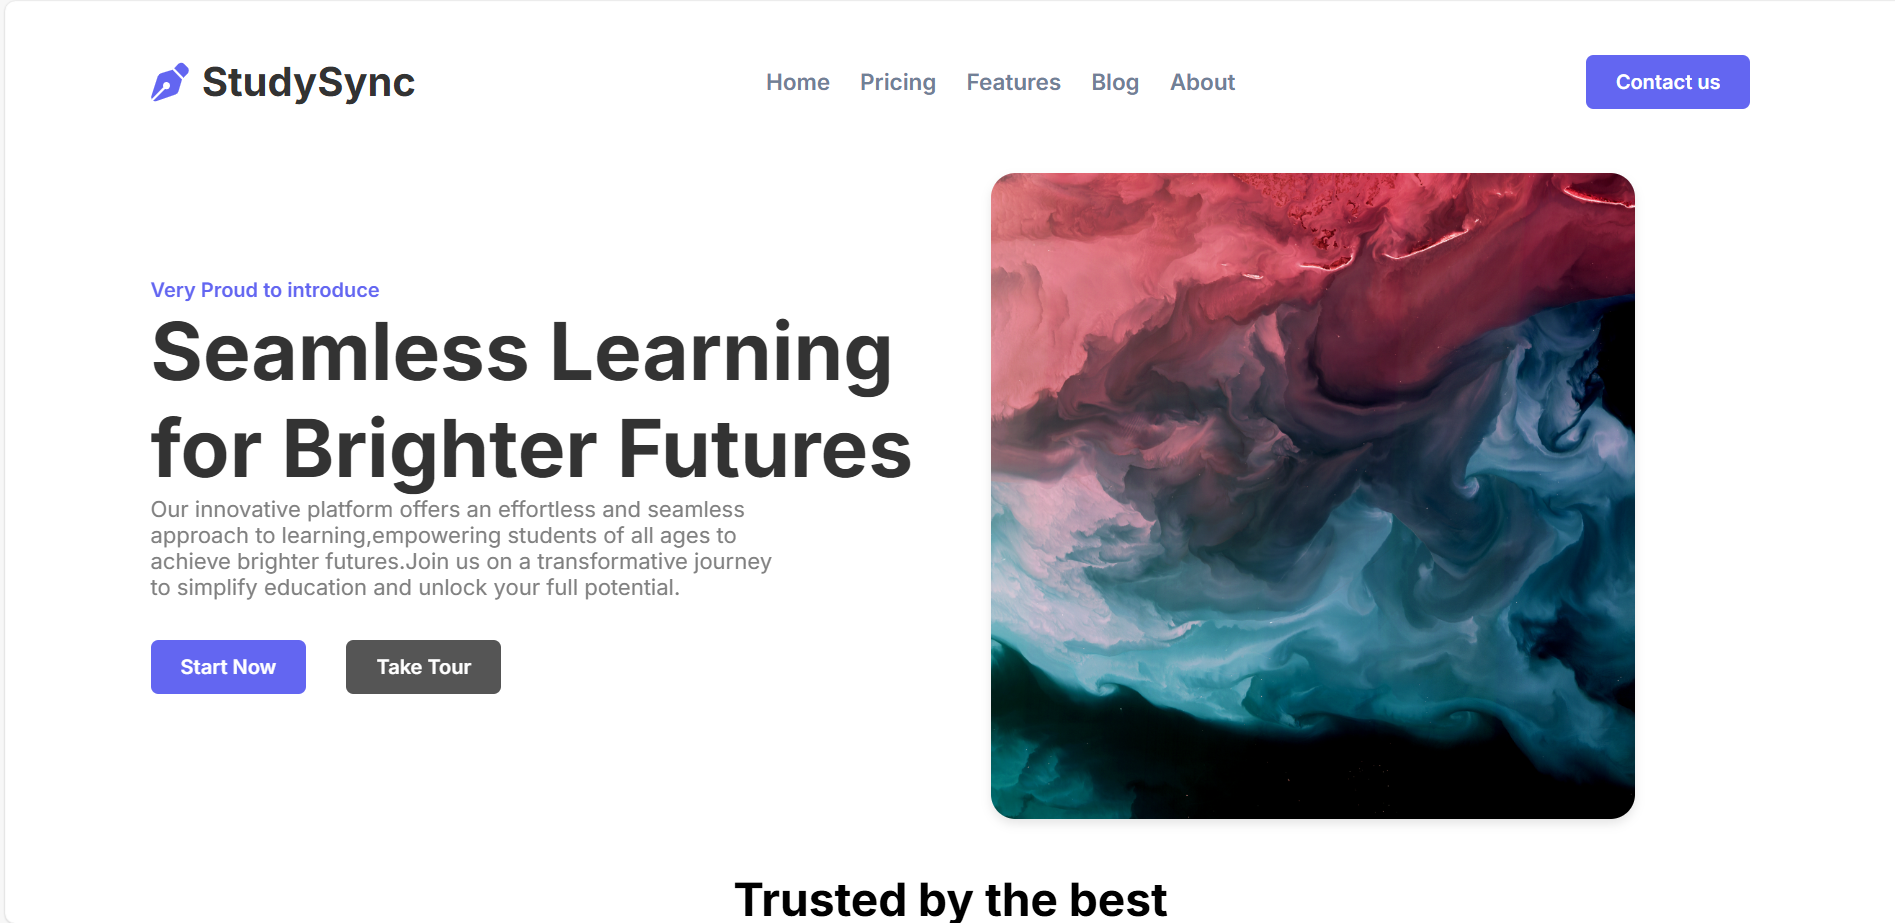 StudySync
Home Pricing Features Blog About
Contact us
Very Proud to introduce
Seamless Learning
for Brighter Futures
Our innovative platform offers an effortless and seamless
approach to learning,empowering students of all ages to
achieve brighter futures.Join us on a transformative journey
to simplify education and unlock your full potential.
Start Now
Take Tour
Trusted by the best